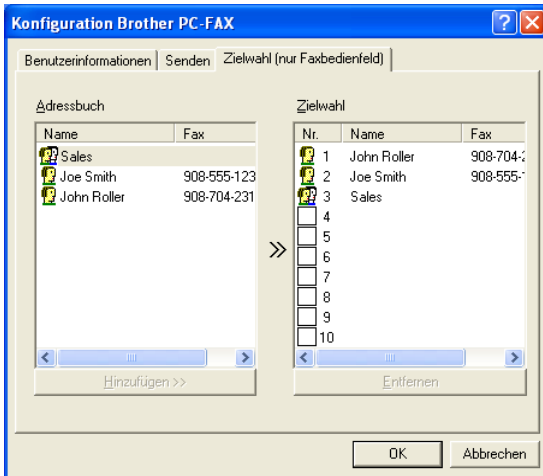 Konfiguration Brother PC-FAX
Benutzerinformationen Senden Zielwahl (nur Faxbedienfeld)
Adressbuch
Name Fax
Sales
Joe Smith 908-555-123
John Roller 908-704-231
Hinzufügen >>
Zielwahl
Nr. Name Fax
1 John Roller 908-704-2
2 Joe Smith 908-555-
3 Sales
4
5
6
7
8
9
10
Entfernen
OK Abbrechen